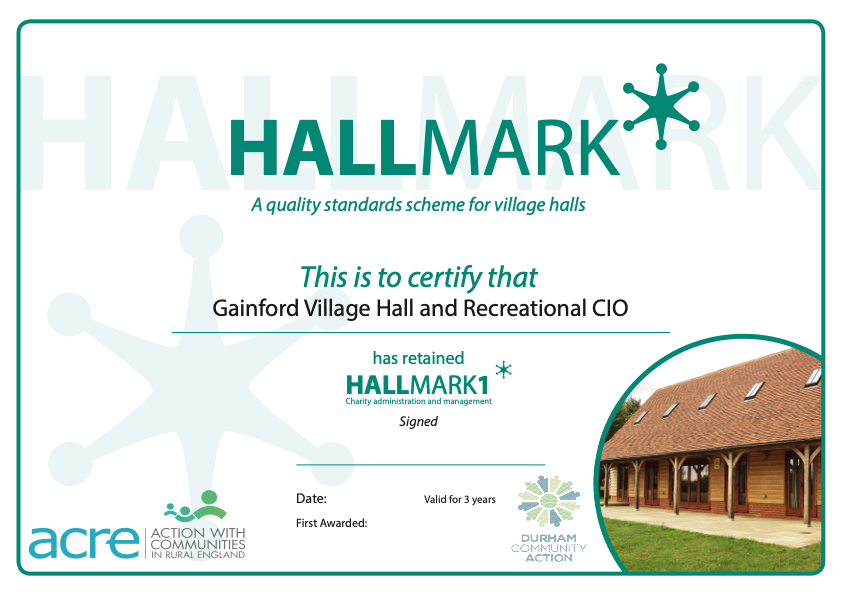 HALLMARK
HALLMARK
A quality standards scheme for village halls
This is to certify that
Gainford Village Hall and Recreational CIO
has retained
HALLMARK1
Charity administration and management
Signed
Date:
Valid for 3 years
First Awarded:
acre
ACTION WITH
COMMUNITIES
IN RURAL ENGLAND
DURHAM
COMMUNITY
ACTION